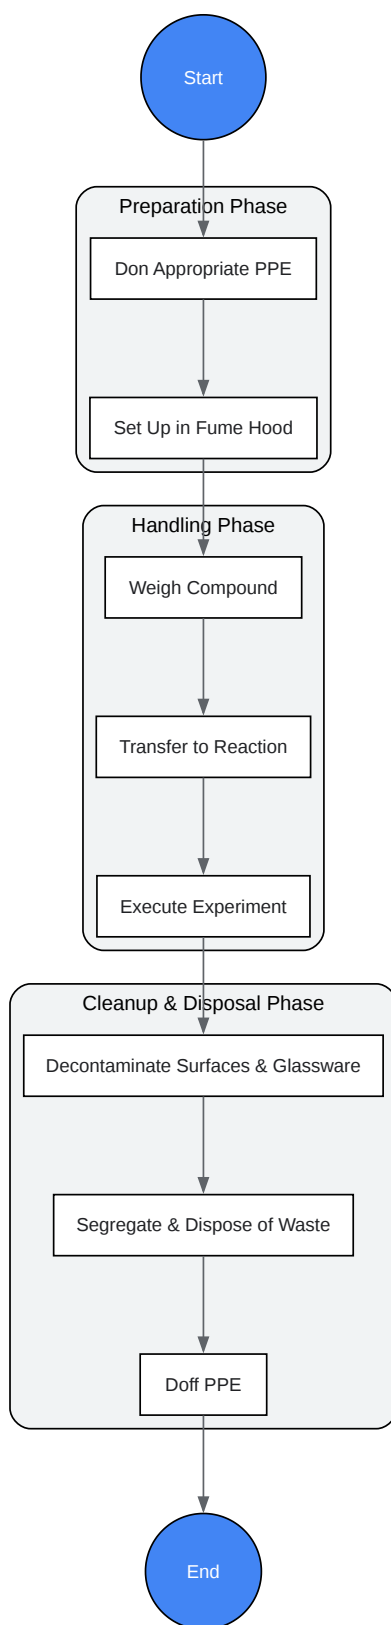 Start
Preparation Phase
Don Appropriate PPE
Set Up in Fume Hood
Handling Phase
Weigh Compound
Transfer to Reaction
Execute Experiment
Cleanup & Disposal Phase
Decontaminate Surfaces & Glassware
Segregate & Dispose of Waste
Doff PPE
End